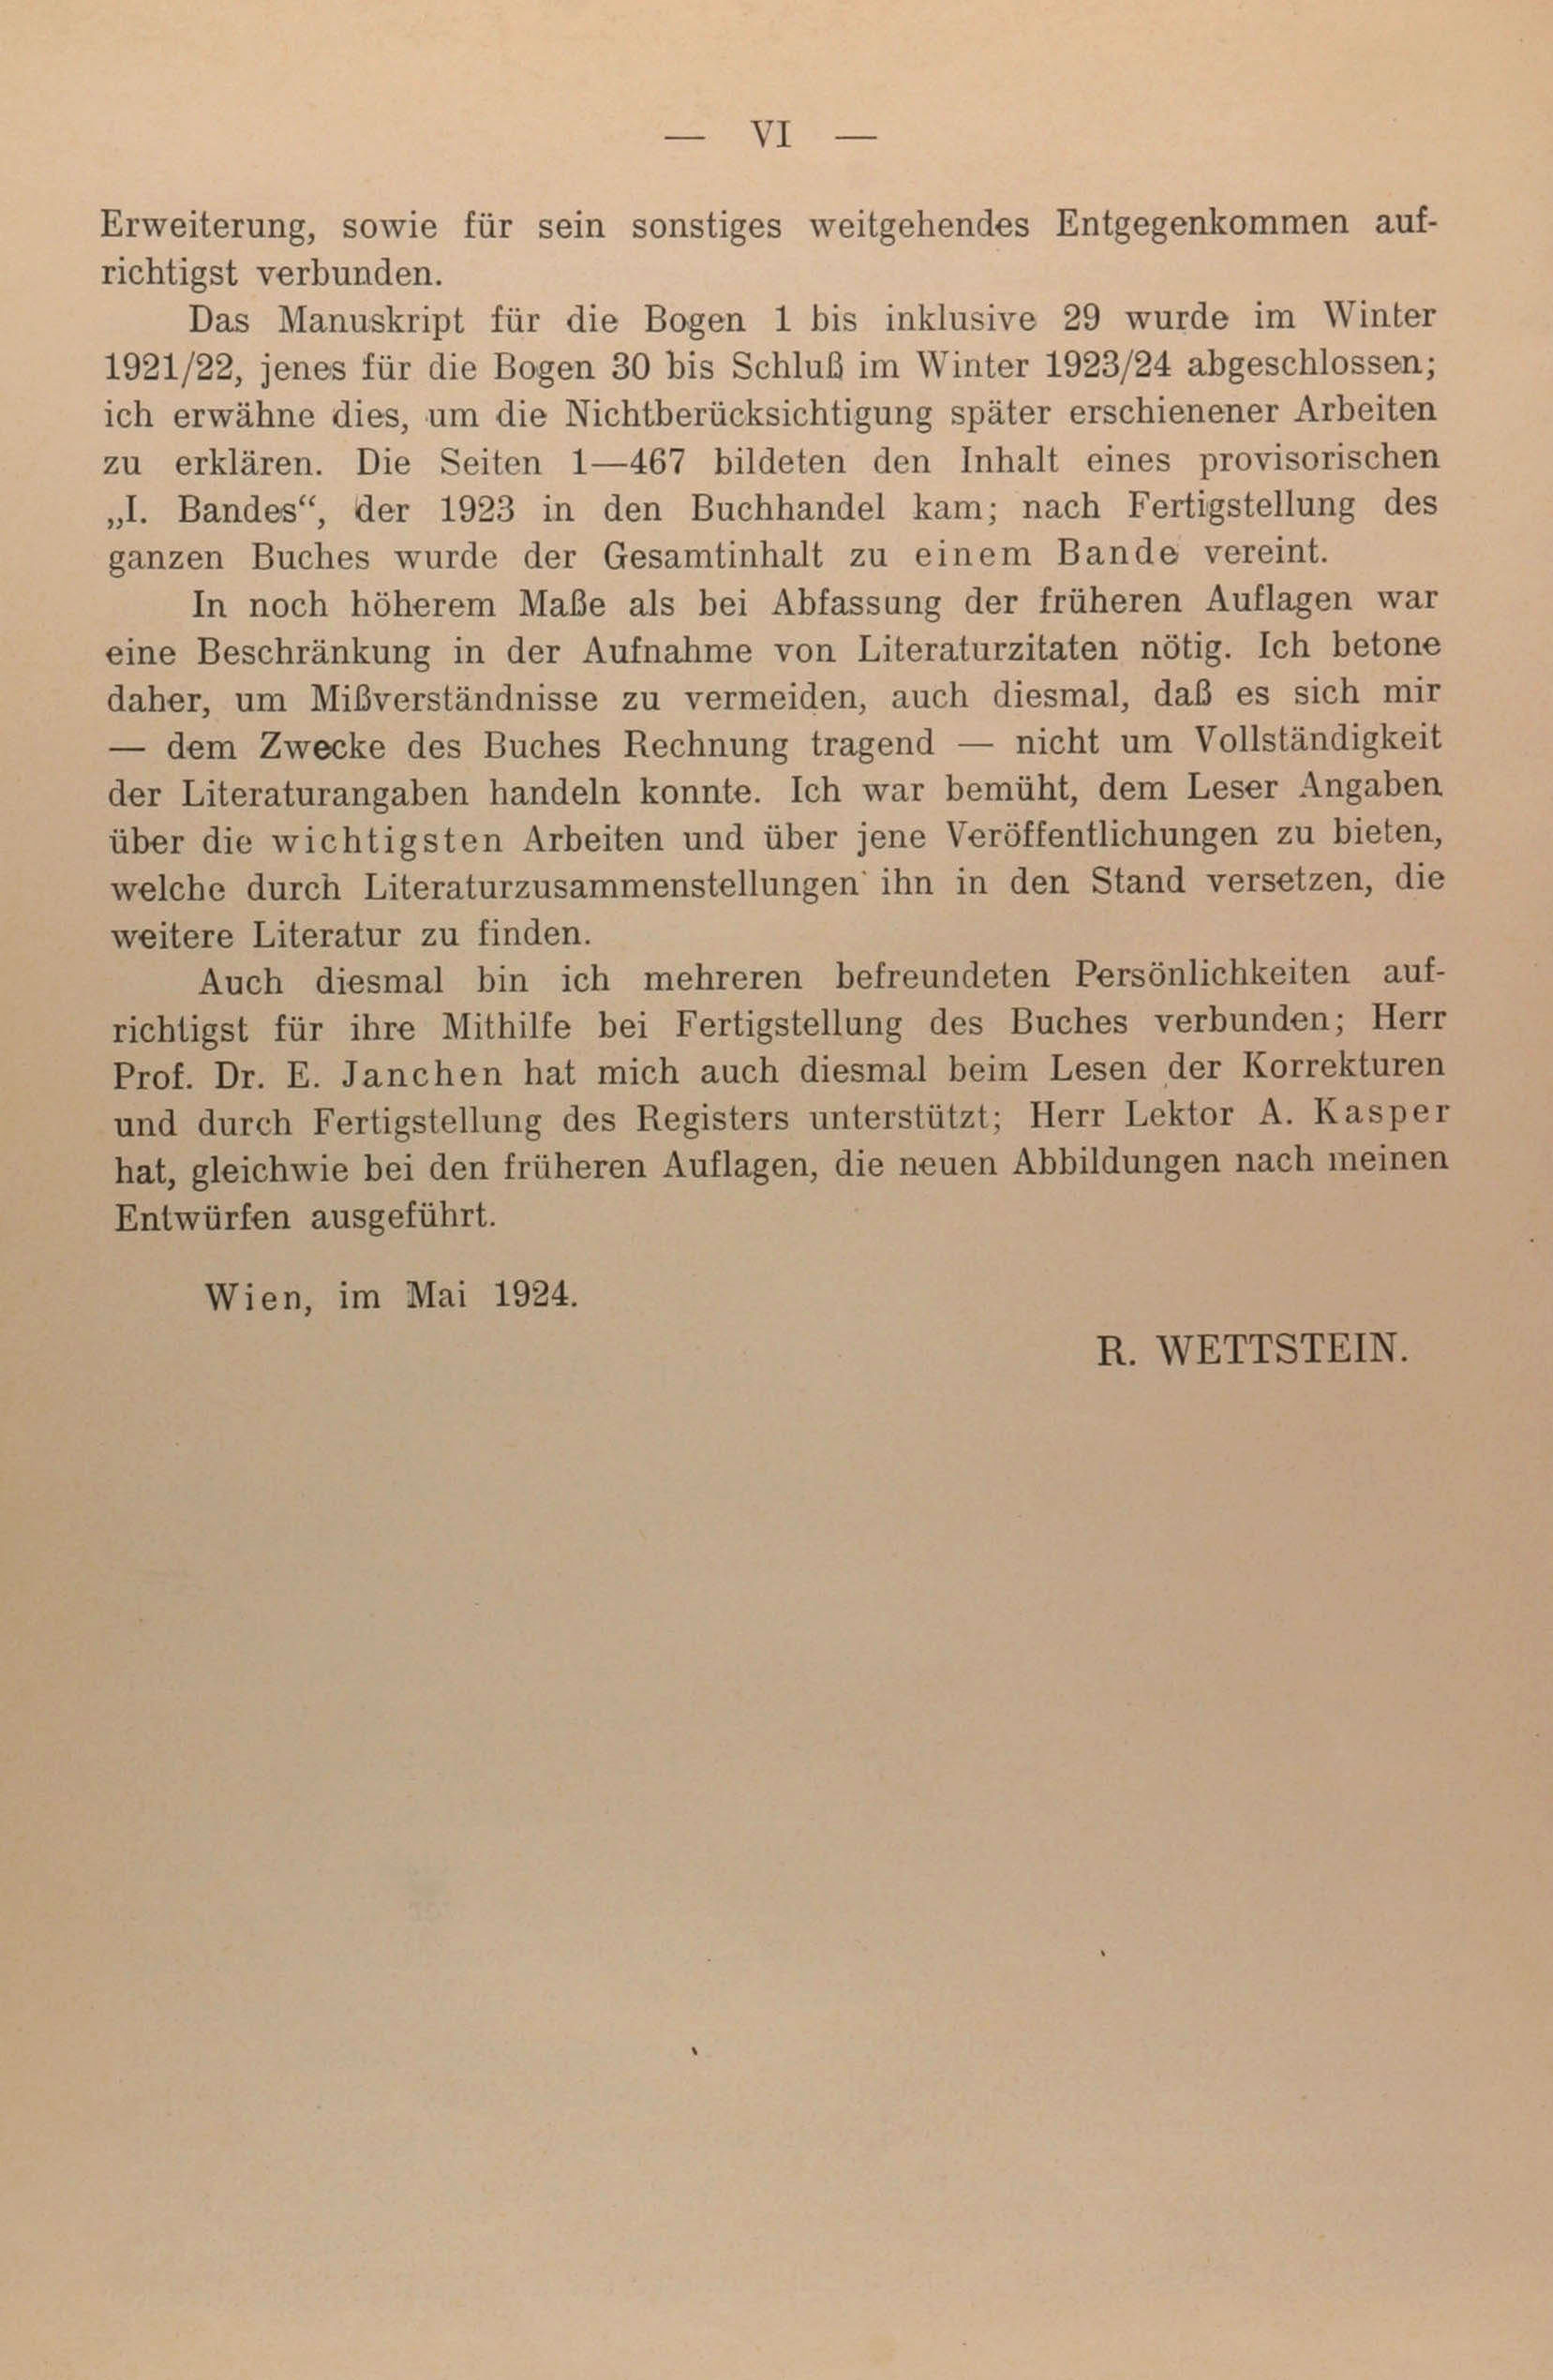 — VI —
Erweiterung, sowie für sein sonstiges weitgehendes Entgegenkommen auf-
richtigst verbunden.
Das Manuskript für die Bogen 1 bis inklusive 29 wurde im Winter
1921/22, jenes für die Bogen 30 bis Schluß im Winter 1923/24 abgeschlossen;
ich erwähne dies, um die Nichtberücksichtigung später erschienener Arbeiten
zu erklären. Die Seiten 1—467 bildeten den Inhalt eines provisorischen
„I. Bandes“, der 1923 in den Buchhandel kam; nach Fertigstellung des
ganzen Buches wurde der Gesamtinhalt zu einem Bande vereint.
In noch höherem Maße als bei Abfassung der früheren Auflagen war
eine Beschränkung in der Aufnahme von Literaturzitaten nötig. Ich betone
daher, um Mißverständnisse zu vermeiden, auch diesmal, daß es sich mir
— dem Zwecke des Buches Rechnung tragend — nicht um Vollständigkeit
der Literaturangaben handeln konnte. Ich war bemüht, dem Leser Angaben
über die wichtigsten Arbeiten und über jene Veröffentlichungen zu bieten,
welche durch Literaturzusammenstellungen ihn in den Stand versetzen, die
weitere Literatur zu finden.
Auch diesmal bin ich mehreren befreundeten Persönlichkeiten auf-
richtigst für ihre Mithilfe bei Fertigstellung des Buches verbunden; Herr
Prof. Dr. E. Janchen hat mich auch diesmal beim Lesen der Korrekturen
und durch Fertigstellung des Registers unterstützt; Herr Lektor A. Kasper
hat, gleichwie bei den früheren Auflagen, die neuen Abbildungen nach meinen
Entwürfen ausgeführt.
Wien, im Mai 1924.
R. WETTSTEIN.